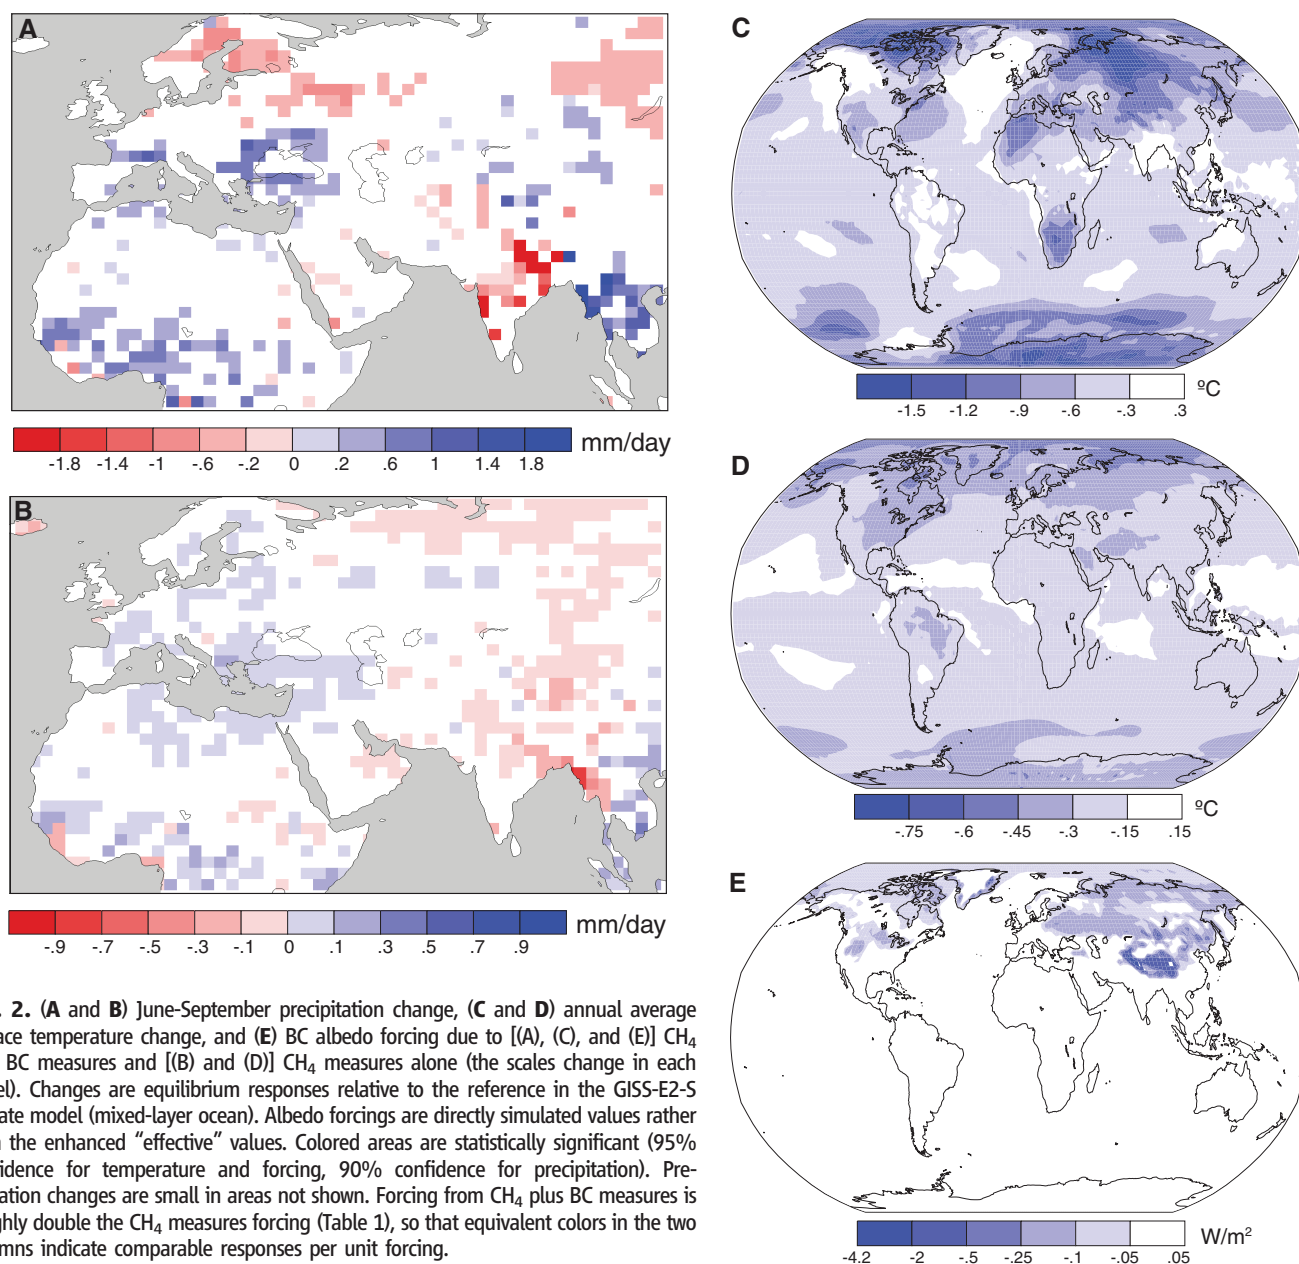 A
-1.8 -1.4 -1 -.6 -.2 0 .2 .6 1 1.4 1.8 mm/day
B
-.9 -.7 -.5 -.3 -.1 0 .1 .3 .5 .7 .9 mm/day
. 2. (A and B) June-September precipitation change, (C and D) annual average
ace temperature change, and (E) BC albedo forcing due to [(A), (C), and (E)] CH4
BC measures and [(B) and (D)] CH4 measures alone (the scales change in each
el). Changes are equilibrium responses relative to the reference in the GISS-E2-S
ate model (mixed-layer ocean). Albedo forcings are directly simulated values rather
the enhanced “effective” values. Colored areas are statistically significant (95%
idence for temperature and forcing, 90% confidence for precipitation). Pre-
ation changes are small in areas not shown. Forcing from CH4 plus BC measures is
ghly double the CH4 measures forcing (Table 1), so that equivalent colors in the two
mns indicate comparable responses per unit forcing.
C
ºC
-1.5 -1.2 -.9 -.6 -.3 .3
D
ºC
-.75 -.6 -.45 -.3 -.15 .15
E
W/m²
-4.2 -2 -.5 -.25 -.1 -.05 .05